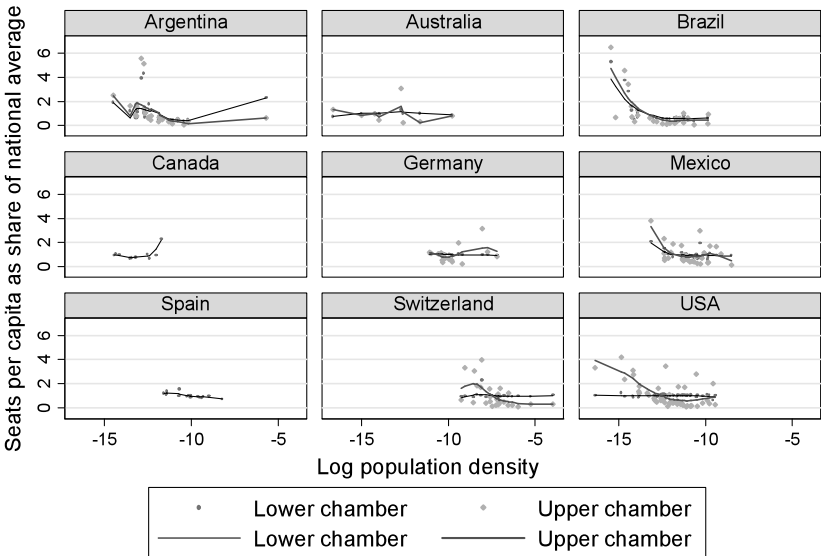 Seats per capita as share of national average
Argentina Australia Brazil
6
4
2
0
Canada Germany Mexico
6
4
2
0
Spain Switzerland USA
6
4
2
0
-15 -10 -5 -15 -10 -5 -15 -10 -5
Log population density
Lower chamber Upper chamber
Lower chamber Upper chamber